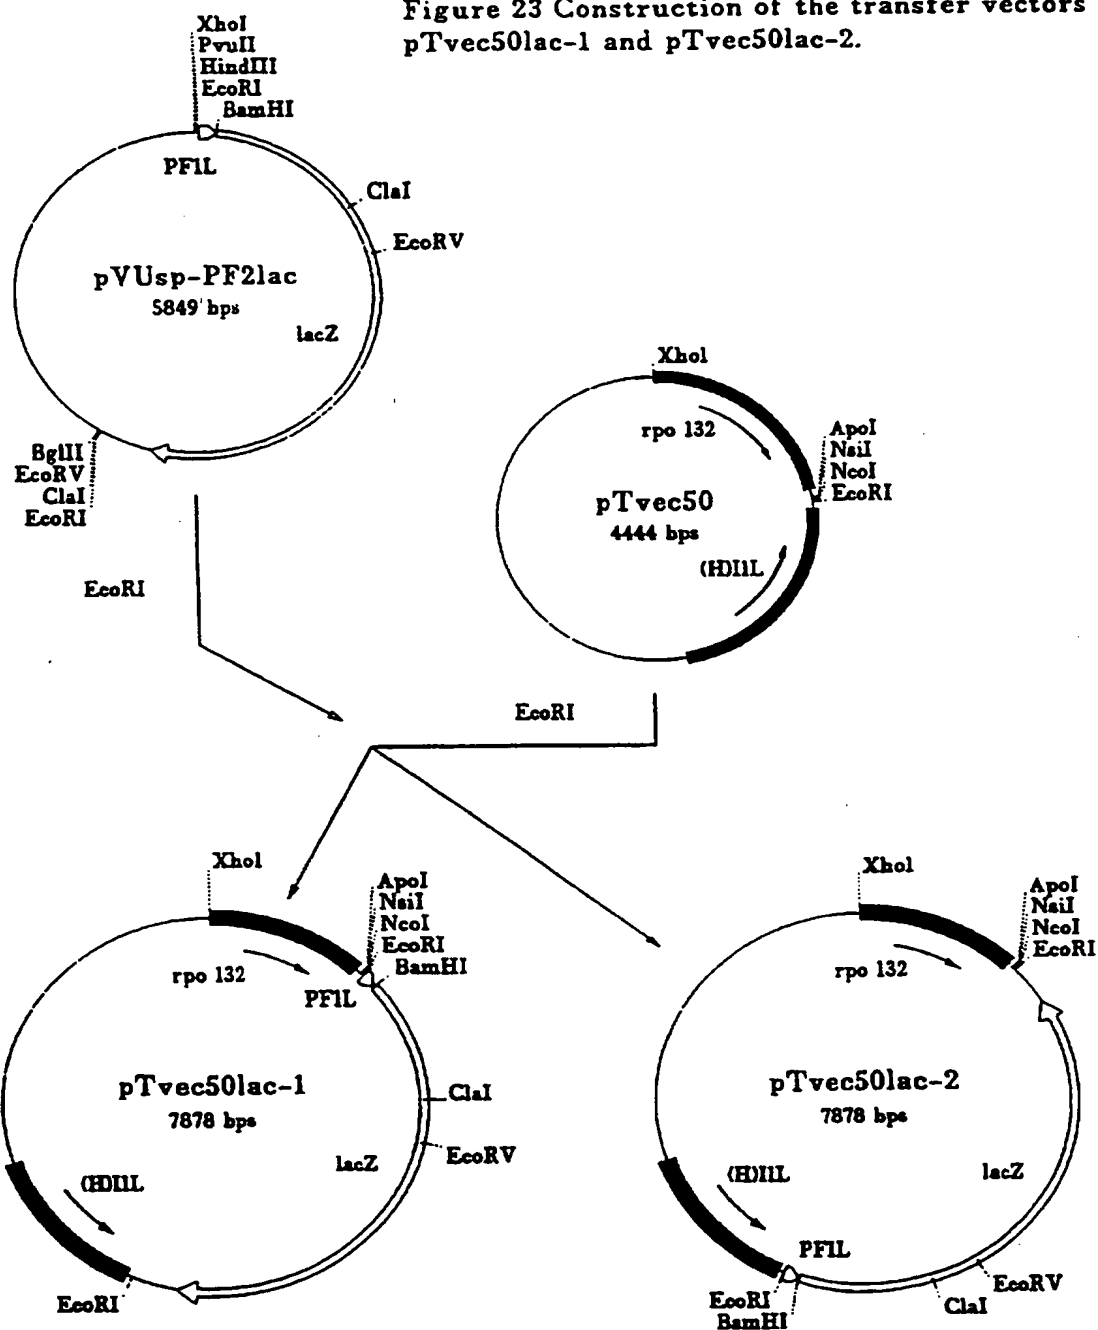 Figure 23 Construction of the transfer vectors
pTvec50lac-1 and pTvec50lac-2.
XhoI
PvuII
HindIII
EcoRI
BamHI
PF1L
ClaI
EcoRV
pVUsp-PF2lac
5849 bps
lacZ
BglII
EcoRV
ClaI
EcoRI
XhoI
rpo 132
ApoI
NsiI
NcoI
EcoRI
pTvec50
4444 bps
(H)I1L
EcoRI
EcoRI
XhoI
ApoI
NsiI
NcoI
EcoRI
BamHI
rpo 132
PF1L
pTvec50lac-1
7878 bps
ClaI
EcoRV
lacZ
(H)I1L
EcoRI
XhoI
ApoI
NsiI
NcoI
EcoRI
rpo 132
pTvec50lac-2
7878 bps
lacZ
(H)I1L
PF1L
EcoRI
BamHI
EcoRV
ClaI